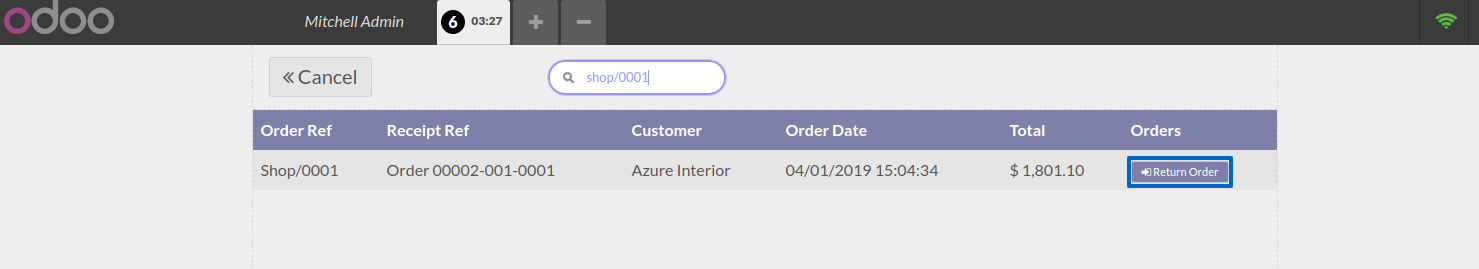 odoo Mitchell Admin 6 03:27
Cancel shop/0001
Order Ref Receipt Ref Customer Order Date Total Orders
Shop/0001 Order 00002-001-0001 Azure Interior 04/01/2019 15:04:34 $ 1,801.10 Return Order